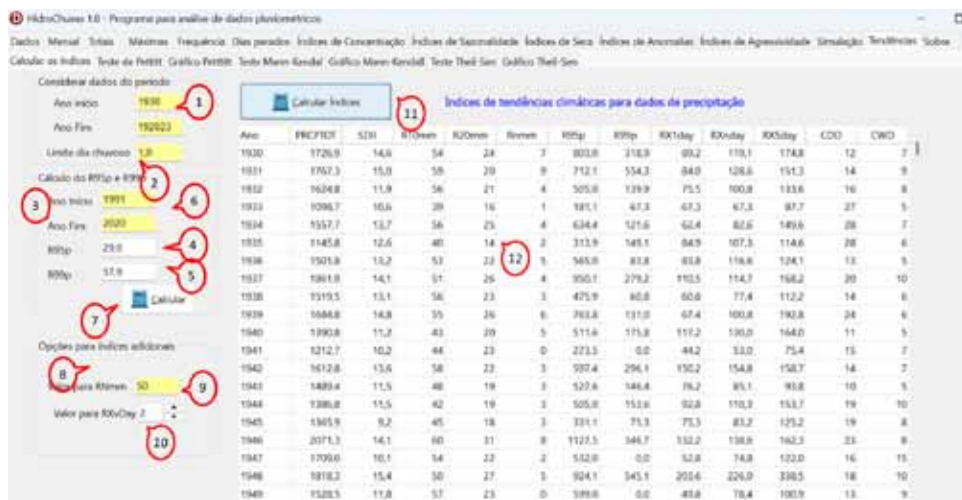 HidroChuvas 1.0 - Programa para análise de dados pluviométricos
Dados Mensal Totais Máximas Frequência Dias parados Índices de Concentração Índices de Sazonalidade Índices de Seca Índices de Anomalias Índices de Agressividade Simulação Tendências Sobre
Calcular os Índices Teste de Pettitt Gráfico Pettitt Teste Mann-Kendal Gráfico Mann-Kendall Teste Theil-Sen Gráfico Theil-Sen
Considerar dados do período
Ano início 1930 1
Ano Fim 192023
Limite dia chuvoso 1,0
2
Cálculo do R95p e R99p
3 Ano Início 1991 6
Ano Fim 2020
R95p 29,0 4
R99p 57,9 5
Calcular
7
Opções para índices adicionais
8
Valor para RNmm 50 9
Valor para RXxDay 2
10
Calcular Índices
11
Índices de tendências climáticas para dados de precipitação
12
Ano PRCPTOT SDII R10mm R20mm Rnmm R95p R99p RX1day RXnday RX5day CDD CWD
1930 1726,9 14,6 54 24 7 803,0 318,9 89,2 119,1 174,8 12 7
1931 1767,3 15,0 59 20 9 712,1 554,3 84,0 128,6 151,3 14 9
1932 1624,8 11,9 56 21 4 505,0 139,9 75,5 100,8 133,6 16 8
1933 1098,7 10,6 39 16 1 181,1 67,3 67,3 67,3 87,7 27 5
1934 1557,7 13,7 56 25 4 634,4 121,6 62,4 82,6 149,6 28 7
1935 1145,8 12,6 40 14 2 313,9 149,1 84,9 107,3 114,6 28 6
1936 1501,8 13,2 53 22 5 565,0 83,8 83,8 116,6 124,1 13 5
1937 1861,9 14,1 51 26 4 950,1 279,2 110,5 114,7 168,2 20 10
1938 1519,5 13,1 56 23 3 475,9 60,8 60,8 77,4 112,2 14 6
1939 1684,8 14,8 55 26 6 763,8 131,0 67,4 100,8 192,8 24 6
1940 1390,8 11,2 43 20 5 511,6 175,8 117,2 130,0 164,0 11 5
1941 1212,7 10,2 44 23 0 273,5 0,0 44,2 53,0 75,4 15 7
1942 1612,8 13,6 58 22 3 597,4 296,1 150,2 154,8 158,7 14 7
1943 1489,4 11,5 48 19 3 527,6 146,4 76,2 85,1 93,8 10 5
1944 1386,8 11,5 42 19 3 505,0 153,6 92,8 110,3 153,7 19 10
1945 1365,9 9,2 45 18 3 331,1 75,3 75,3 83,2 125,2 19 8
1946 2071,3 14,1 60 31 8 1127,5 346,7 132,2 138,6 162,3 23 8
1947 1709,0 10,1 54 22 2 532,0 0,0 52,8 74,8 122,0 16 15
1948 1818,2 15,4 50 27 5 924,1 545,1 203,6 226,0 338,5 18 10
1949 1528,5 11,8 57 23 0 599,6 0,0 49,8 78,4 100,9 9